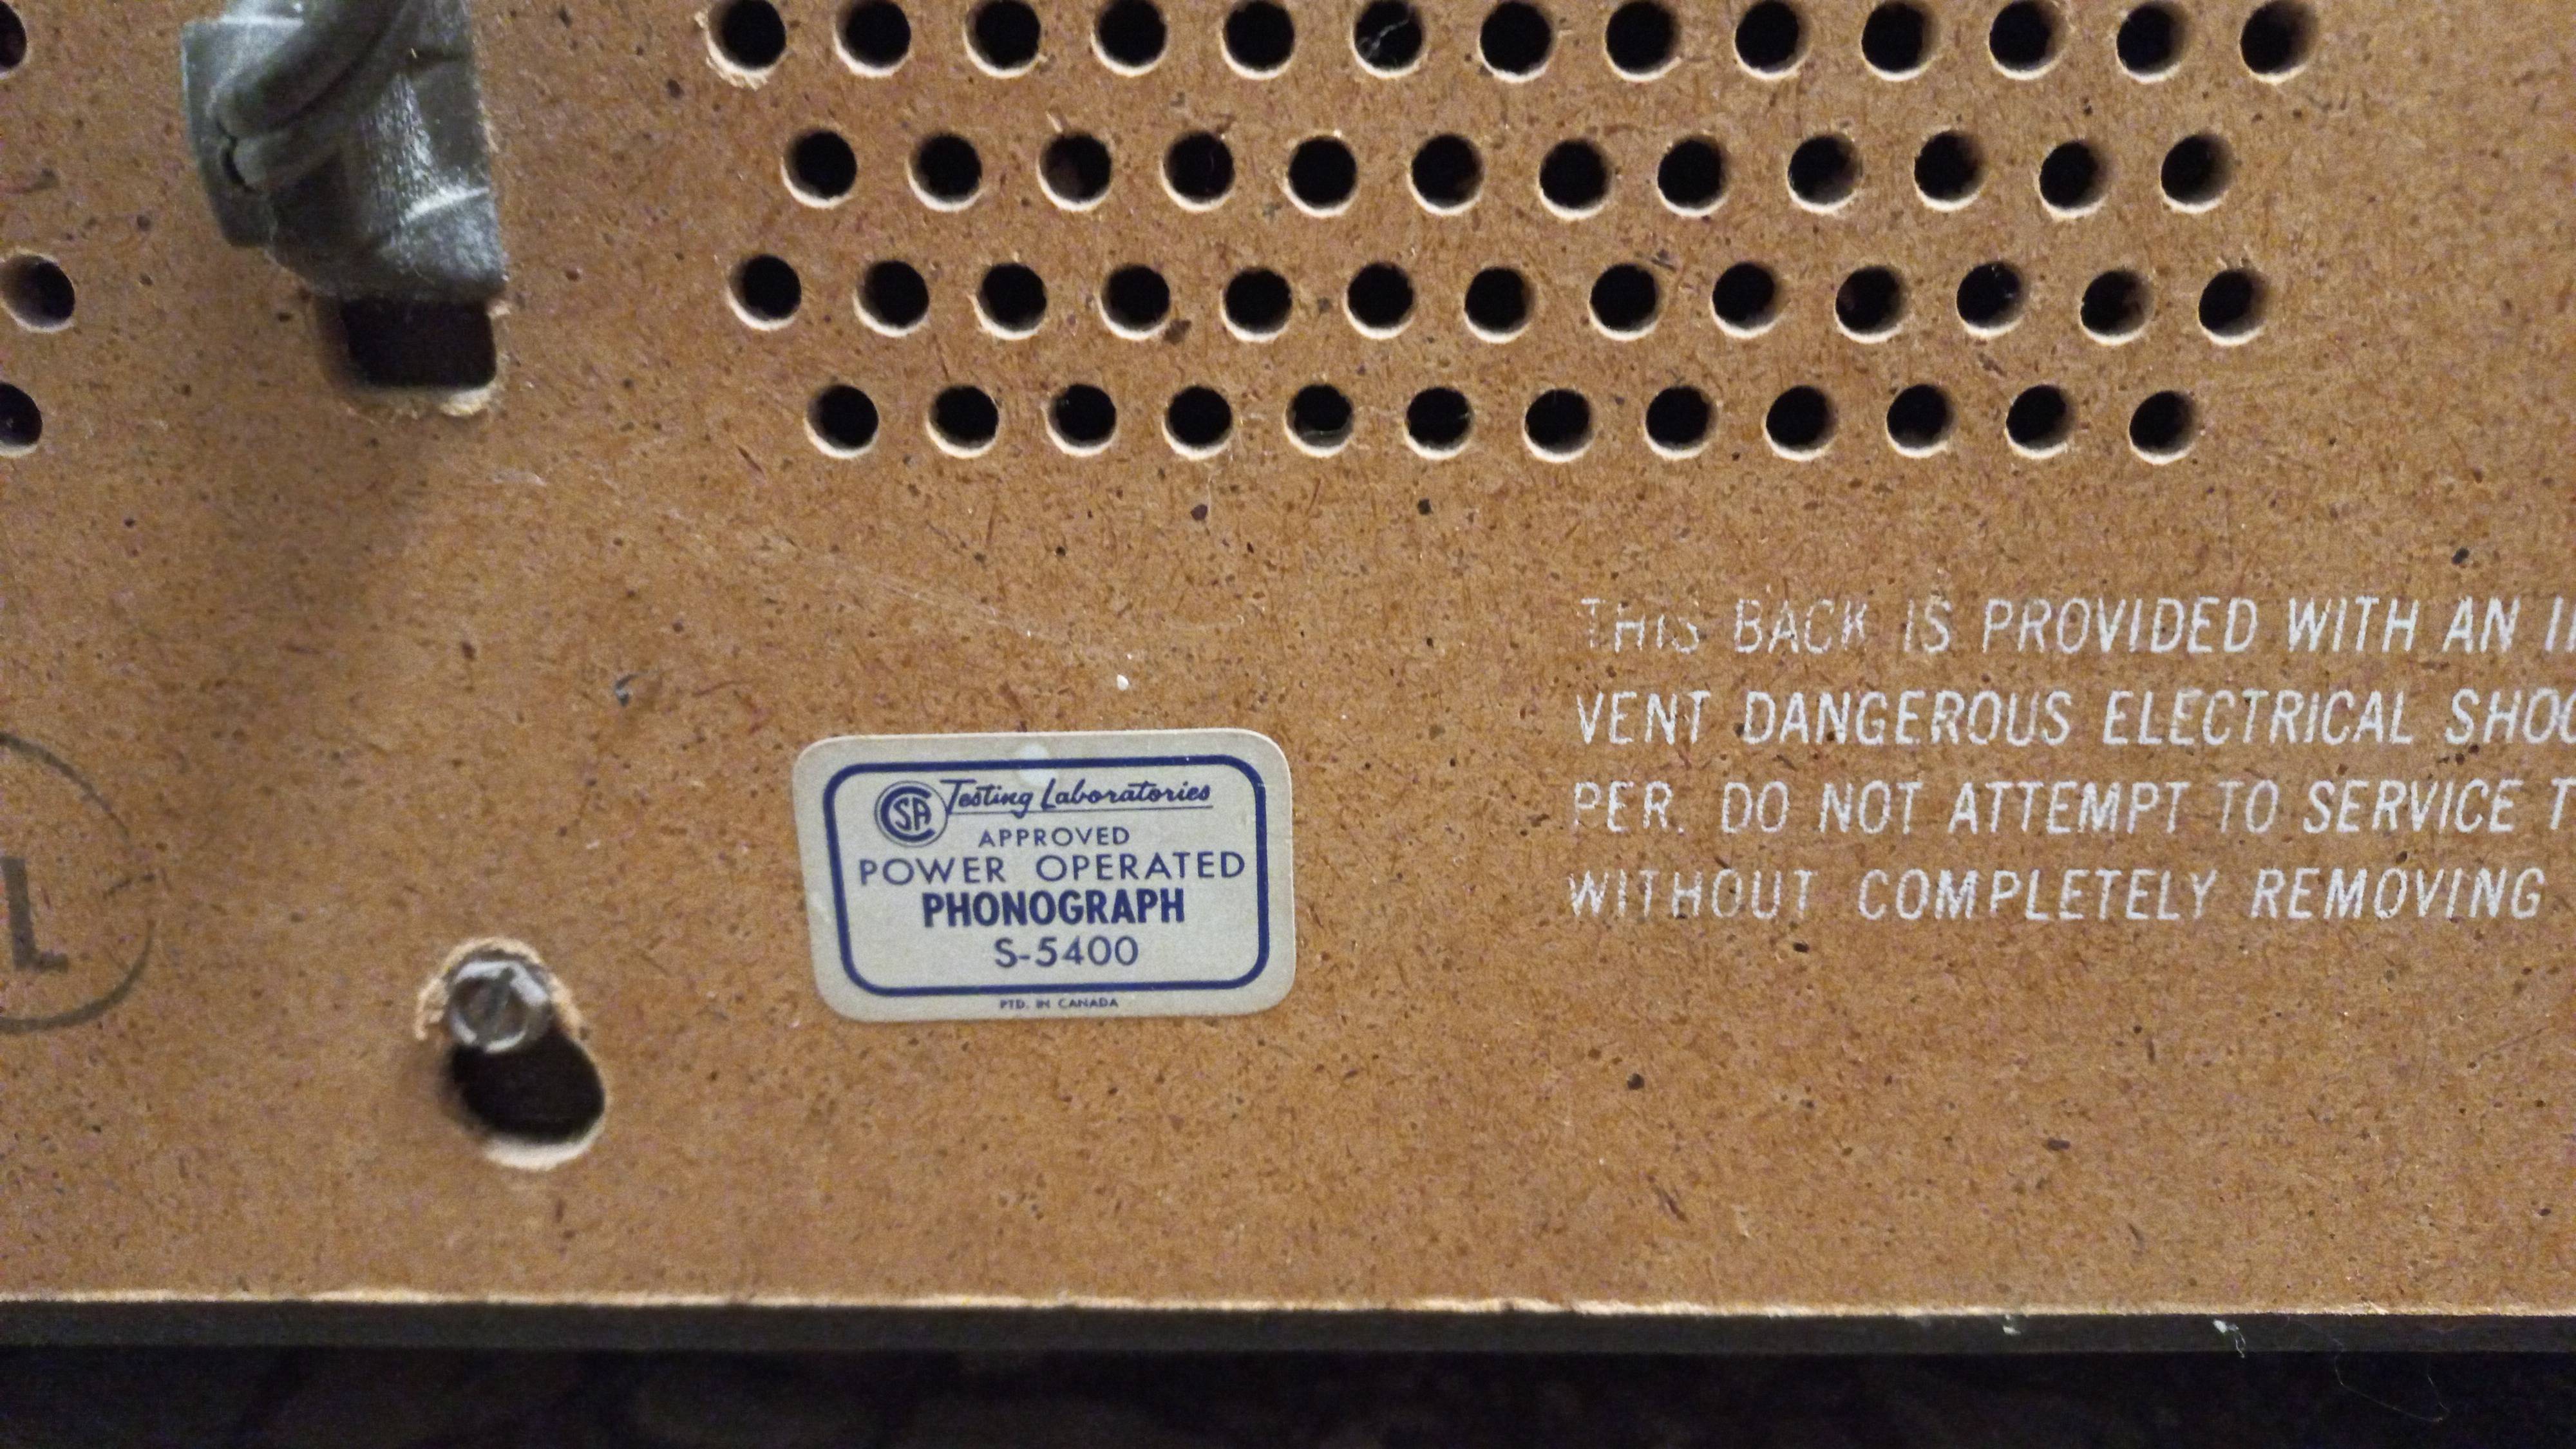 THIS BACK IS PROVIDED WITH AN
VENT DANGEROUS ELECTRICAL
PER. DO NOT ATTEMPT TO SERVICE
WITHOUT COMPLETELY REMOVING
CSA Testing Laboratories
APPROVED
POWER OPERATED
PHONOGRAPH
S-5400
PTD. IN CANADA
L